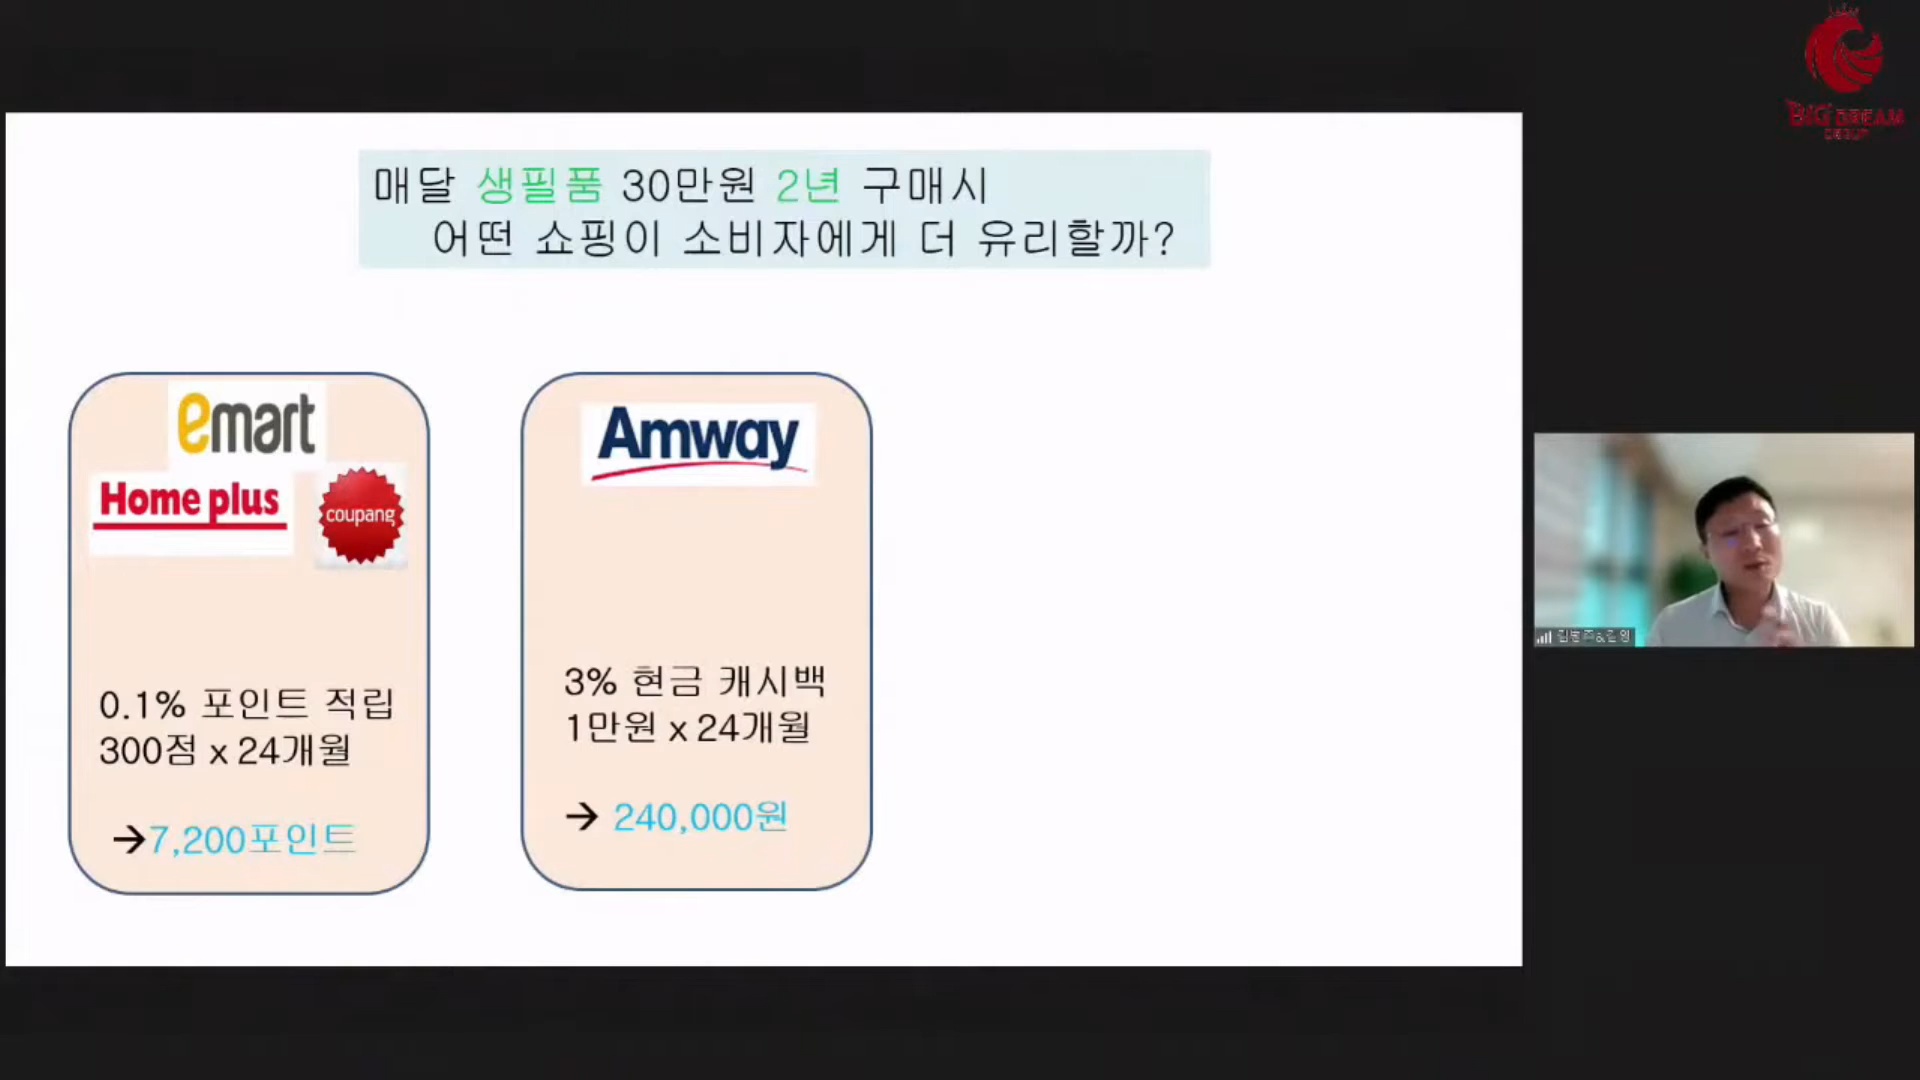 BIG DREAM
GROUP
매달 생필품 30만원 2년 구매시
어떤 쇼핑이 소비자에게 더 유리할까?
emart
Home plus
coupang
0.1% 포인트 적립
300점 x 24개월
→7,200포인트
Amway
3% 현금 캐시백
1만원 x 24개월
→ 240,000원